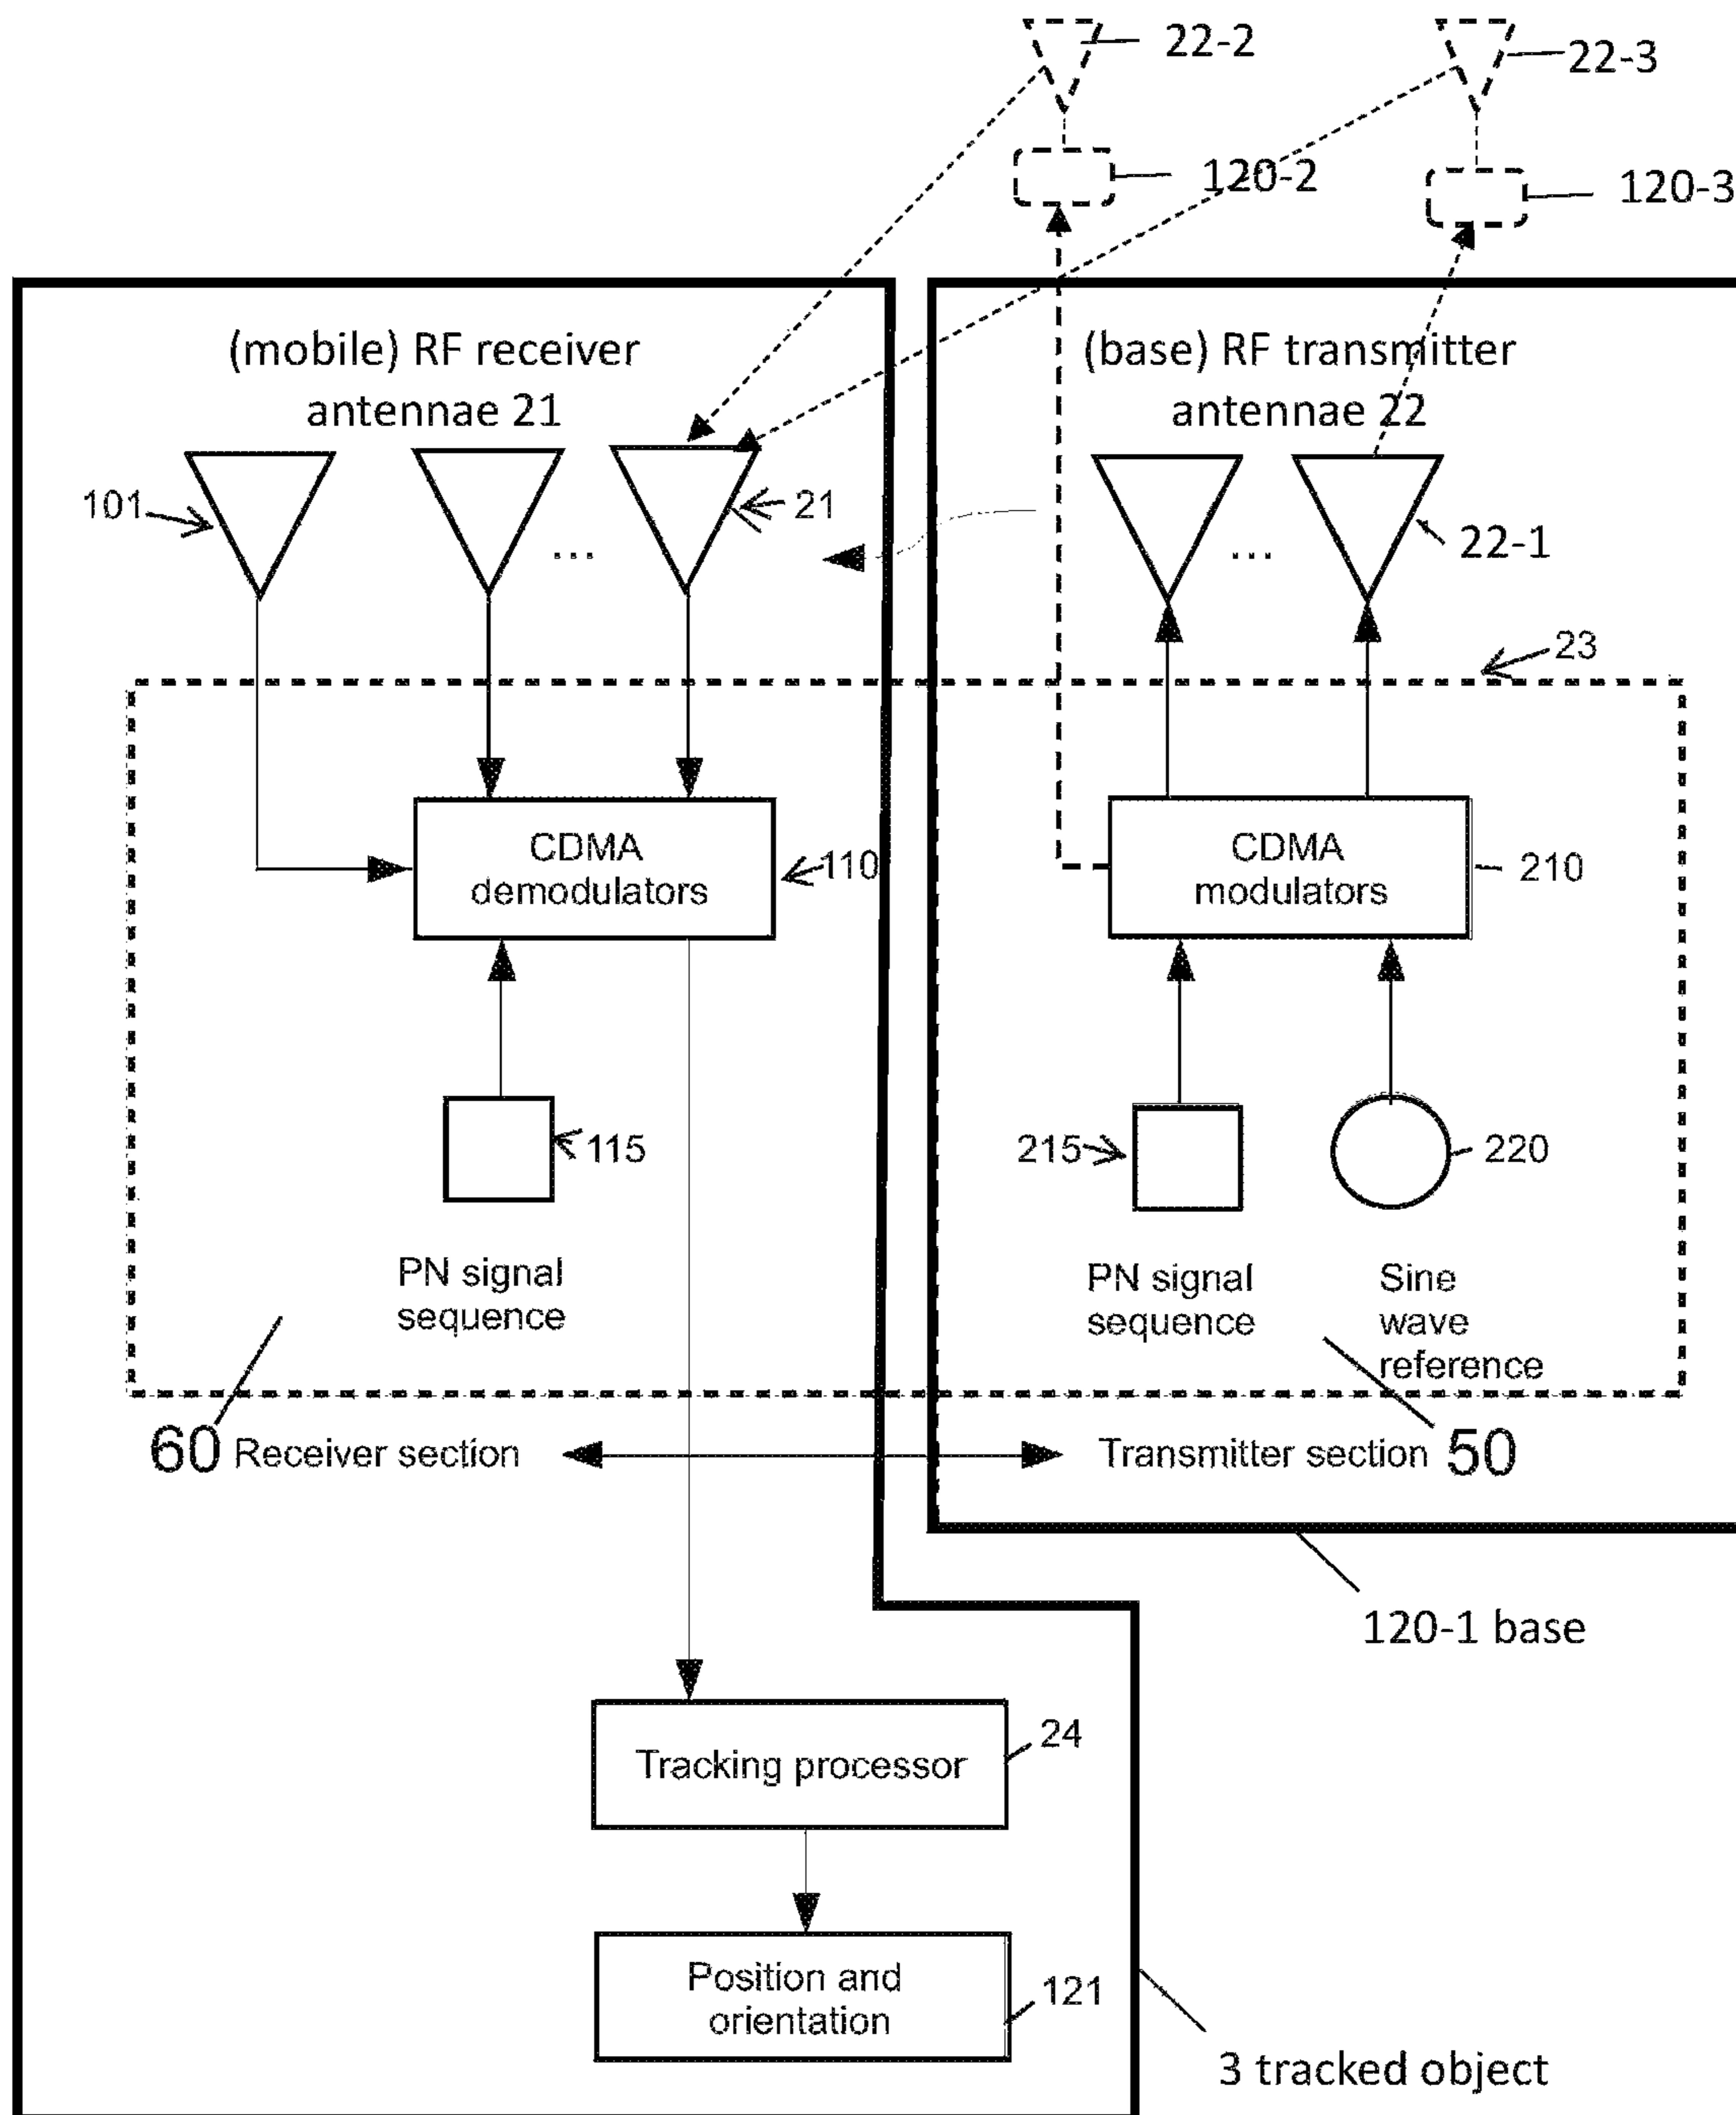 22-2
22-3
120-2
120-3
(mobile) RF receiver
antennae 21
(base) RF transmitter
antennae 22
101
...
21
...
22-1
23
CDMA
demodulators
110
CDMA
modulators
210
115
215
220
PN signal
sequence
PN signal
sequence
Sine
wave
reference
60 Receiver section
Transmitter section 50
120-1 base
Tracking processor
24
Position and
orientation
121
3 tracked object